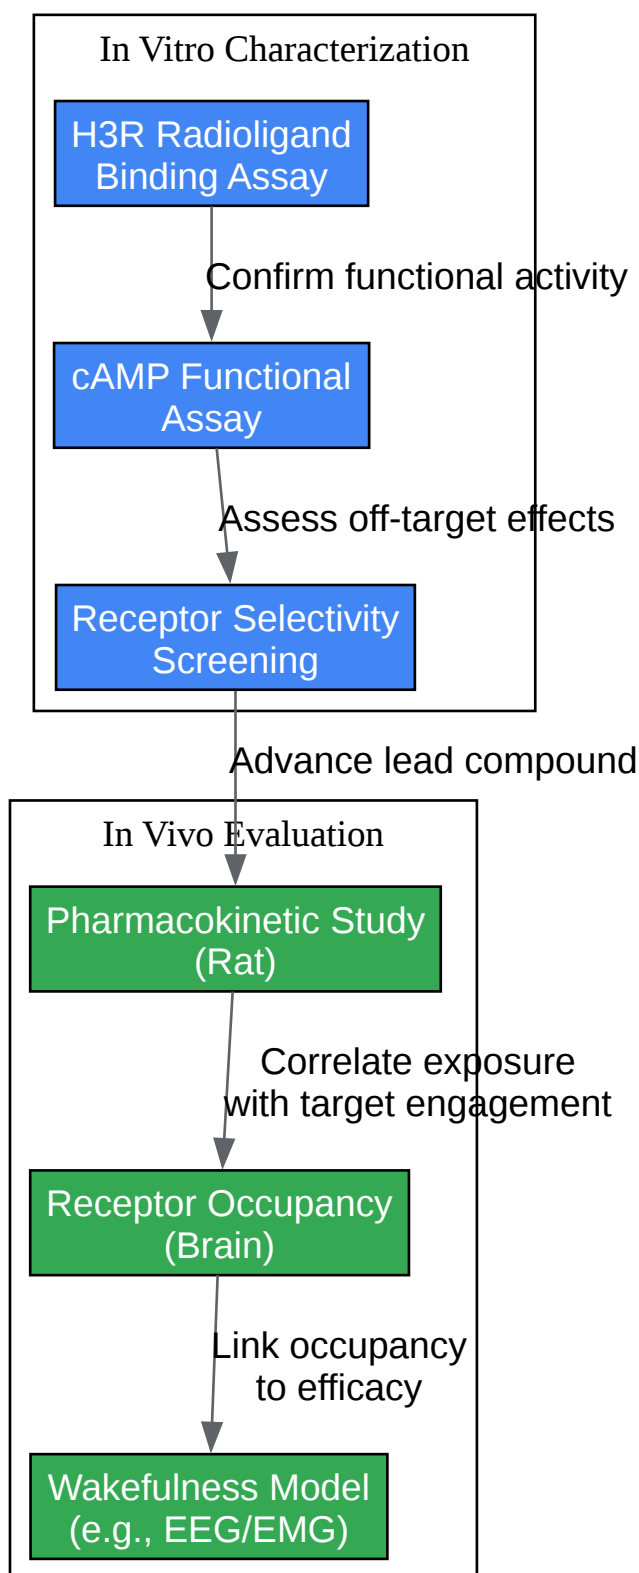 In Vitro Characterization
H3R Radioligand
Binding Assay
Confirm functional activity
cAMP Functional
Assay
Assess off-target effects
Receptor Selectivity
Screening
Advance lead compound
In Vivo Evaluation
Pharmacokinetic Study
(Rat)
Correlate exposure
with target engagement
Receptor Occupancy
(Brain)
Link occupancy
to efficacy
Wakefulness Model
(e.g., EEG/EMG)